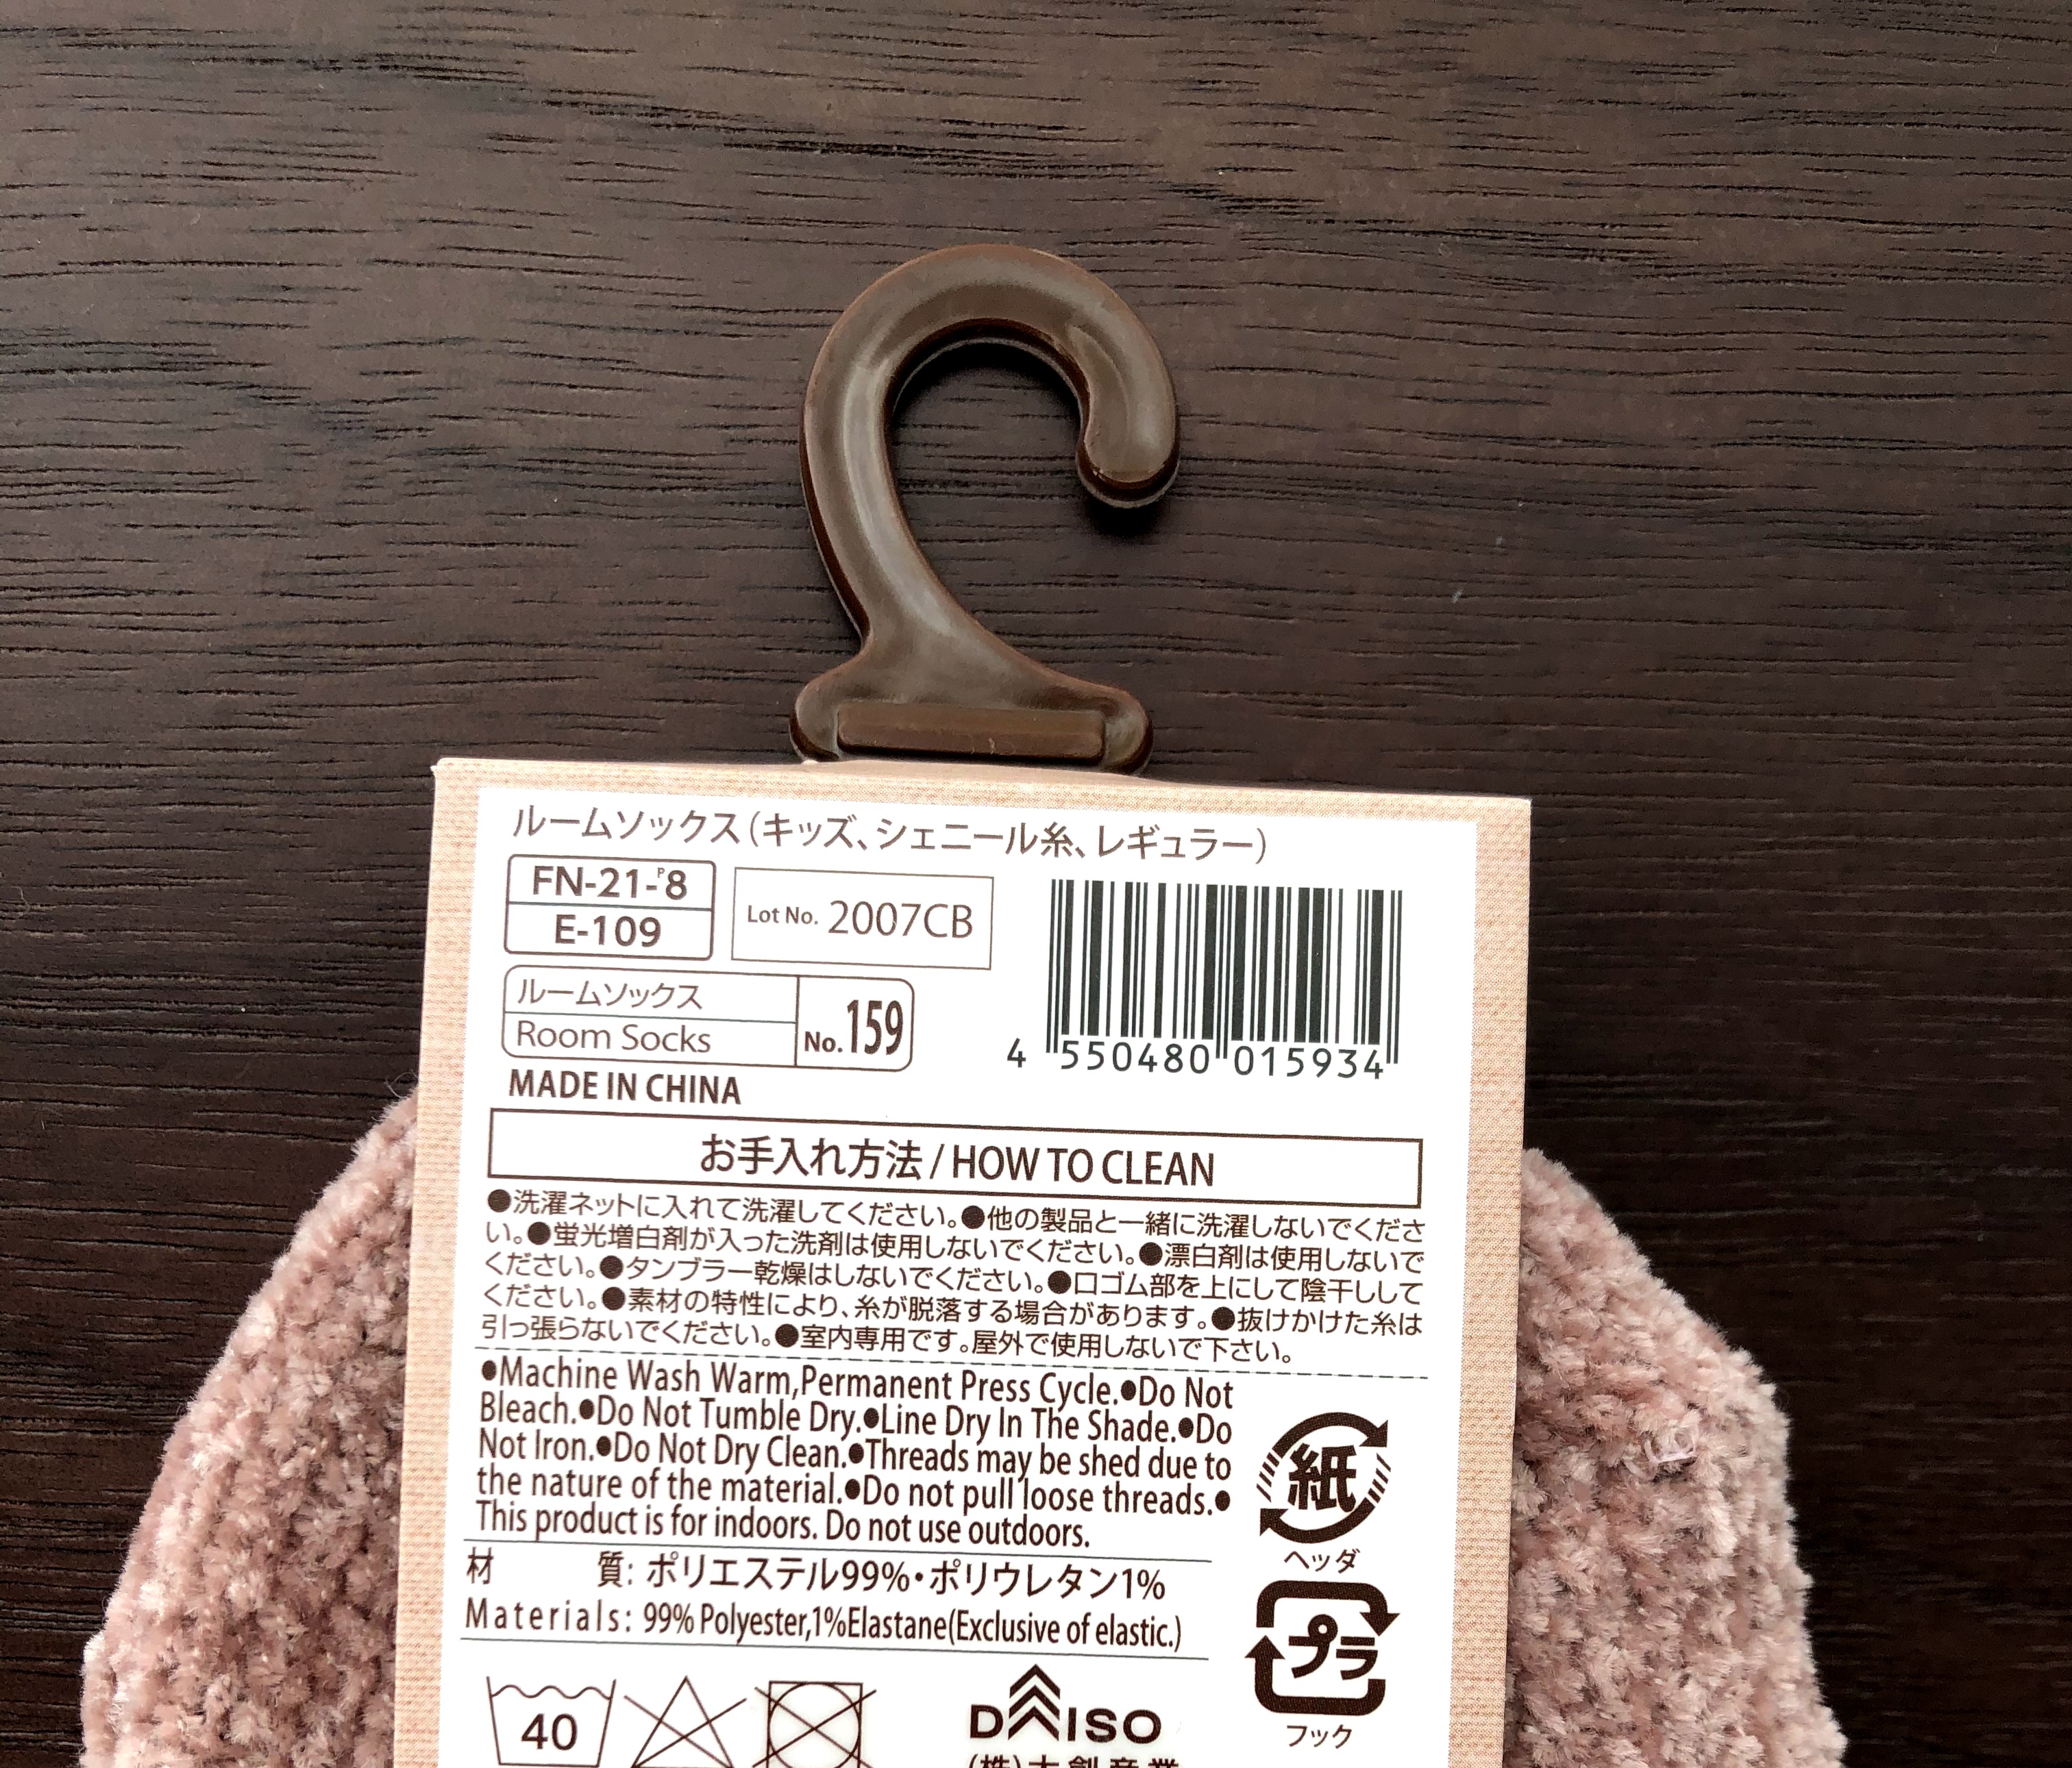 ルームソックス(キッズ、シェニール糸、レギュラー)
FN-21-P8
E-109
Lot No. 2007CB
ルームソックス
Room Socks
No.159
4 550480 015934
MADE IN CHINA
お手入れ方法 / HOW TO CLEAN
●洗濯ネットに入れて洗濯してください。●他の製品と一緒に洗濯しないでくださ
い。●蛍光増白剤が入った洗剤は使用しないでください。●漂白剤は使用しないで
ください。●タンブラー乾燥はしないでください。●口ゴム部を上にして陰干しして
ください。●素材の特性により、糸が脱落する場合があります。●抜けかけた糸は
引っ張らないでください。●室内専用です。屋外で使用しないで下さい。
●Machine Wash Warm,Permanent Press Cycle.●Do Not
Bleach.●Do Not Tumble Dry.●Line Dry In The Shade.●Do
Not Iron.●Do Not Dry Clean.●Threads may be shed due to
the nature of the material.●Do not pull loose threads.●
This product is for indoors. Do not use outdoors.
紙
ヘッダ
材 質: ポリエステル99%・ポリウレタン1%
Materials: 99% Polyester,1%Elastane(Exclusive of elastic.)
プラ
フック
40
DAISO
(株)大創産業